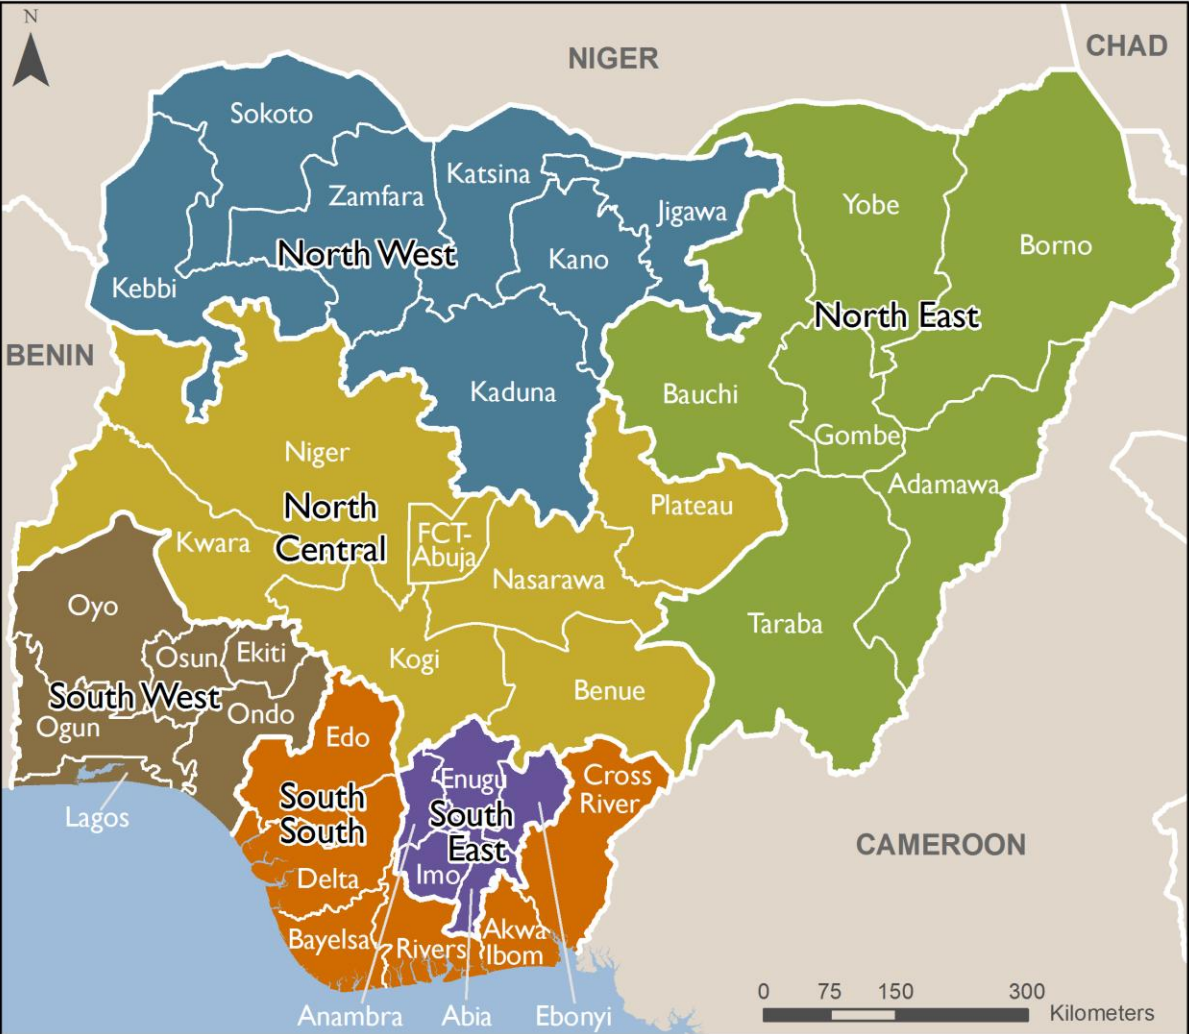 N
NIGER
CHAD
Sokoto
Katsina
Zamfara
Jigawa
Yobe
Borno
North West
Kano
Kebbi
North East
BENIN
Kaduna
Bauchi
Gombe
Niger
Adamawa
North
Central
Plateau
Kwara
FCT-
Abuja
Nasarawa
Oyo
Taraba
Osun
Ekiti
Kogi
South West
Benue
Ogun
Ondo
Edo
Enugu
Cross
River
South
South
South
East
Lagos
CAMEROON
Delta
Imo
Bayelsa
Rivers
Akwa
Ibom
Anambra
Abia
Ebonyi
0 75 150 300
Kilometers